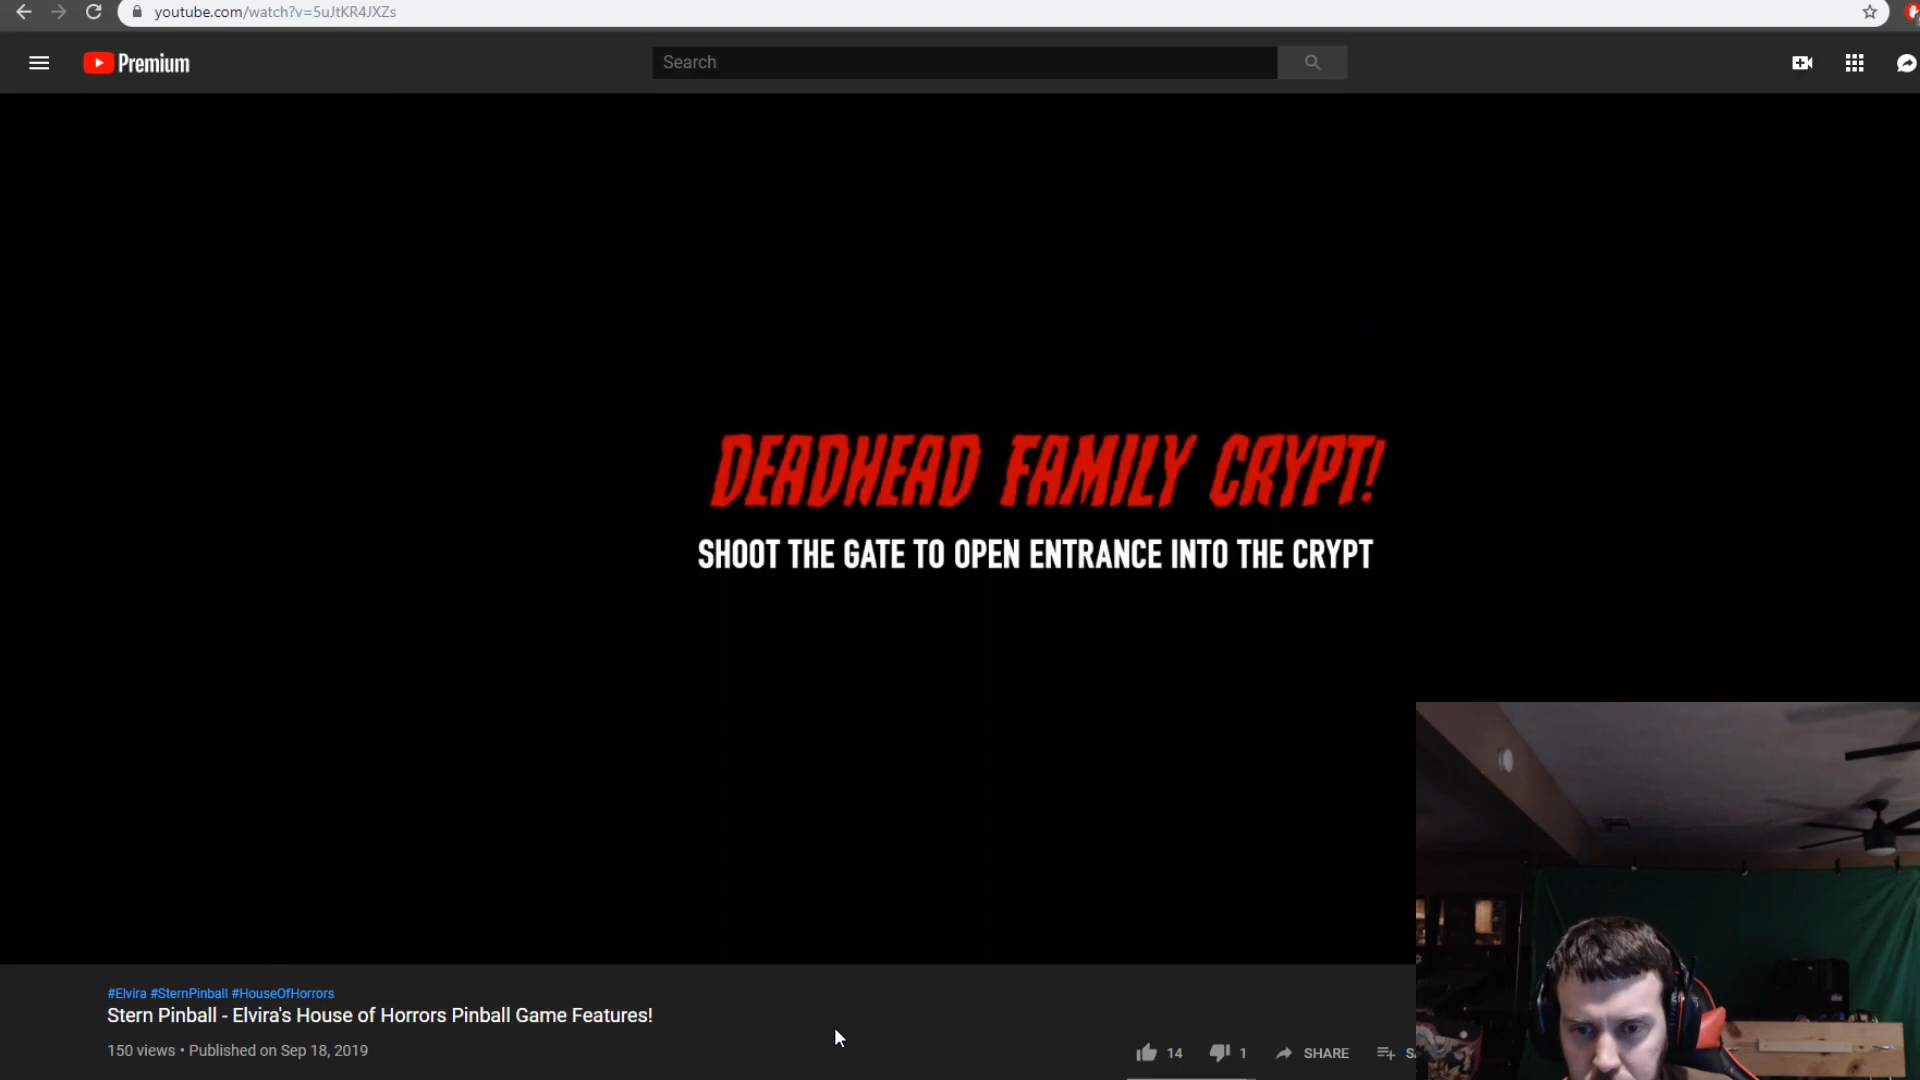 youtube.com/watch?v=5uJtKR4JXZs
Premium
Search
DEADHEAD FAMILY CRYPT!
SHOOT THE GATE TO OPEN ENTRANCE INTO THE CRYPT
#Elvira #SternPinball #HouseOfHorrors
Stern Pinball - Elvira's House of Horrors Pinball Game Features!
150 views • Published on Sep 18, 2019
14 1 SHARE